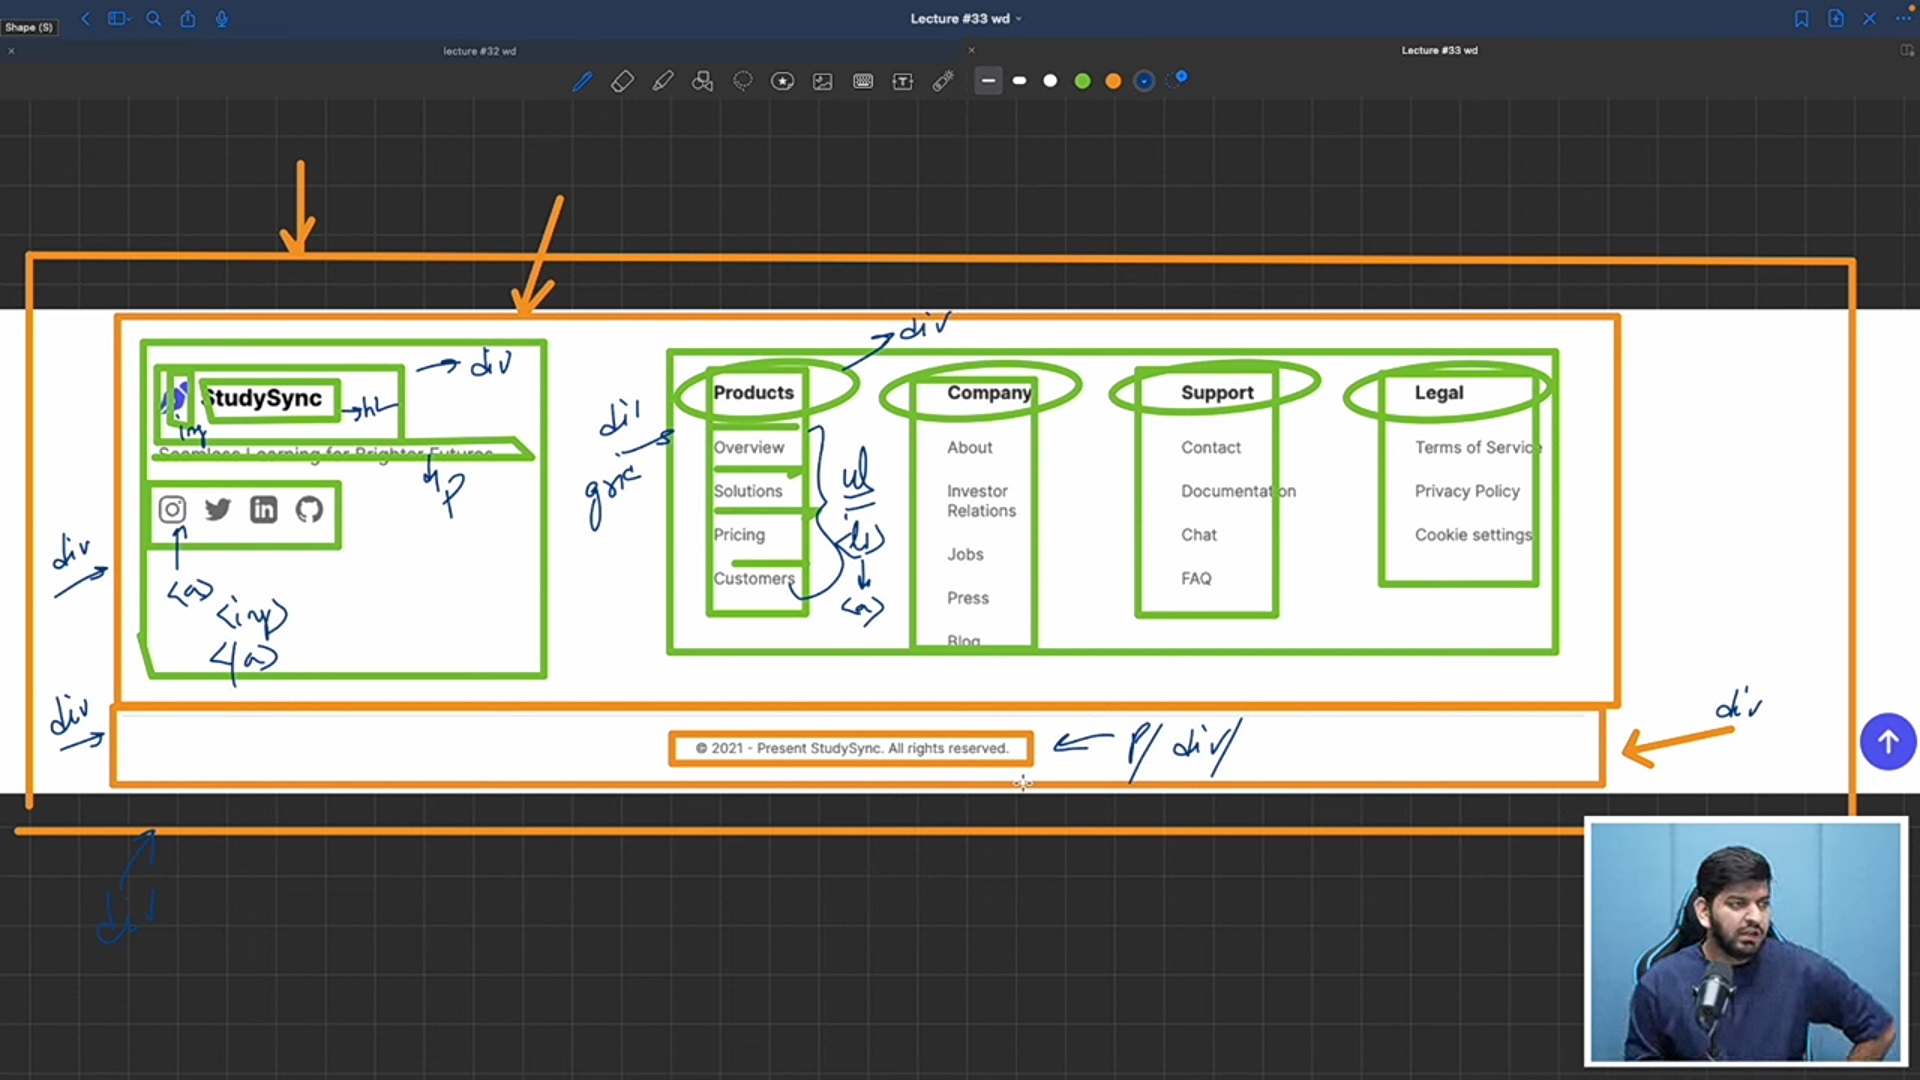 Shape (S)
Lecture #33 wd
lecture #32 wd
Lecture #33 wd
div
div
StudySync
h2
img
Seamless Learning for Brighter Futures
p
<a>
<img>
</a>
div
div
grid
Products
Overview
Solutions
Pricing
Customers
ul
<li>
<a>
Company
About
Investor
Relations
Jobs
Press
Blog
Support
Contact
Documentation
Chat
FAQ
Legal
Terms of Service
Privacy Policy
Cookie settings
div
© 2021 - Present StudySync. All rights reserved.
P/ div/
div
div